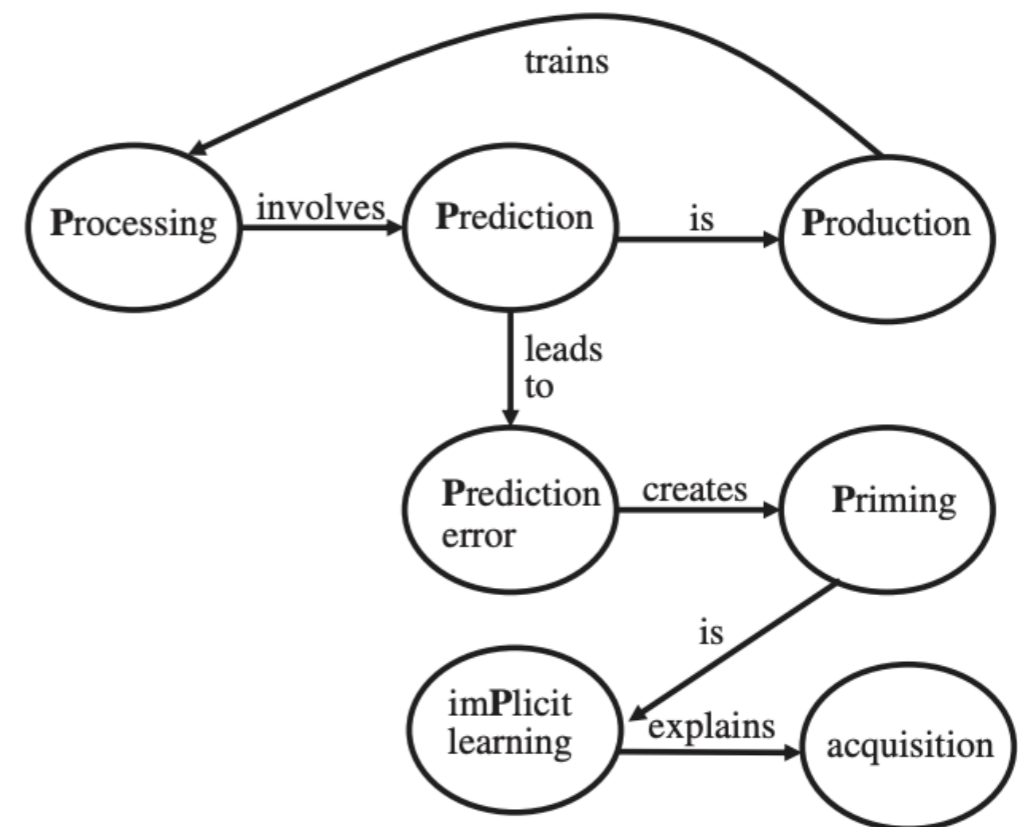 trains
Processing
involves
Prediction
is
Production
leads
to
Prediction
error
creates
Priming
is
imPlicit
learning
explains
acquisition